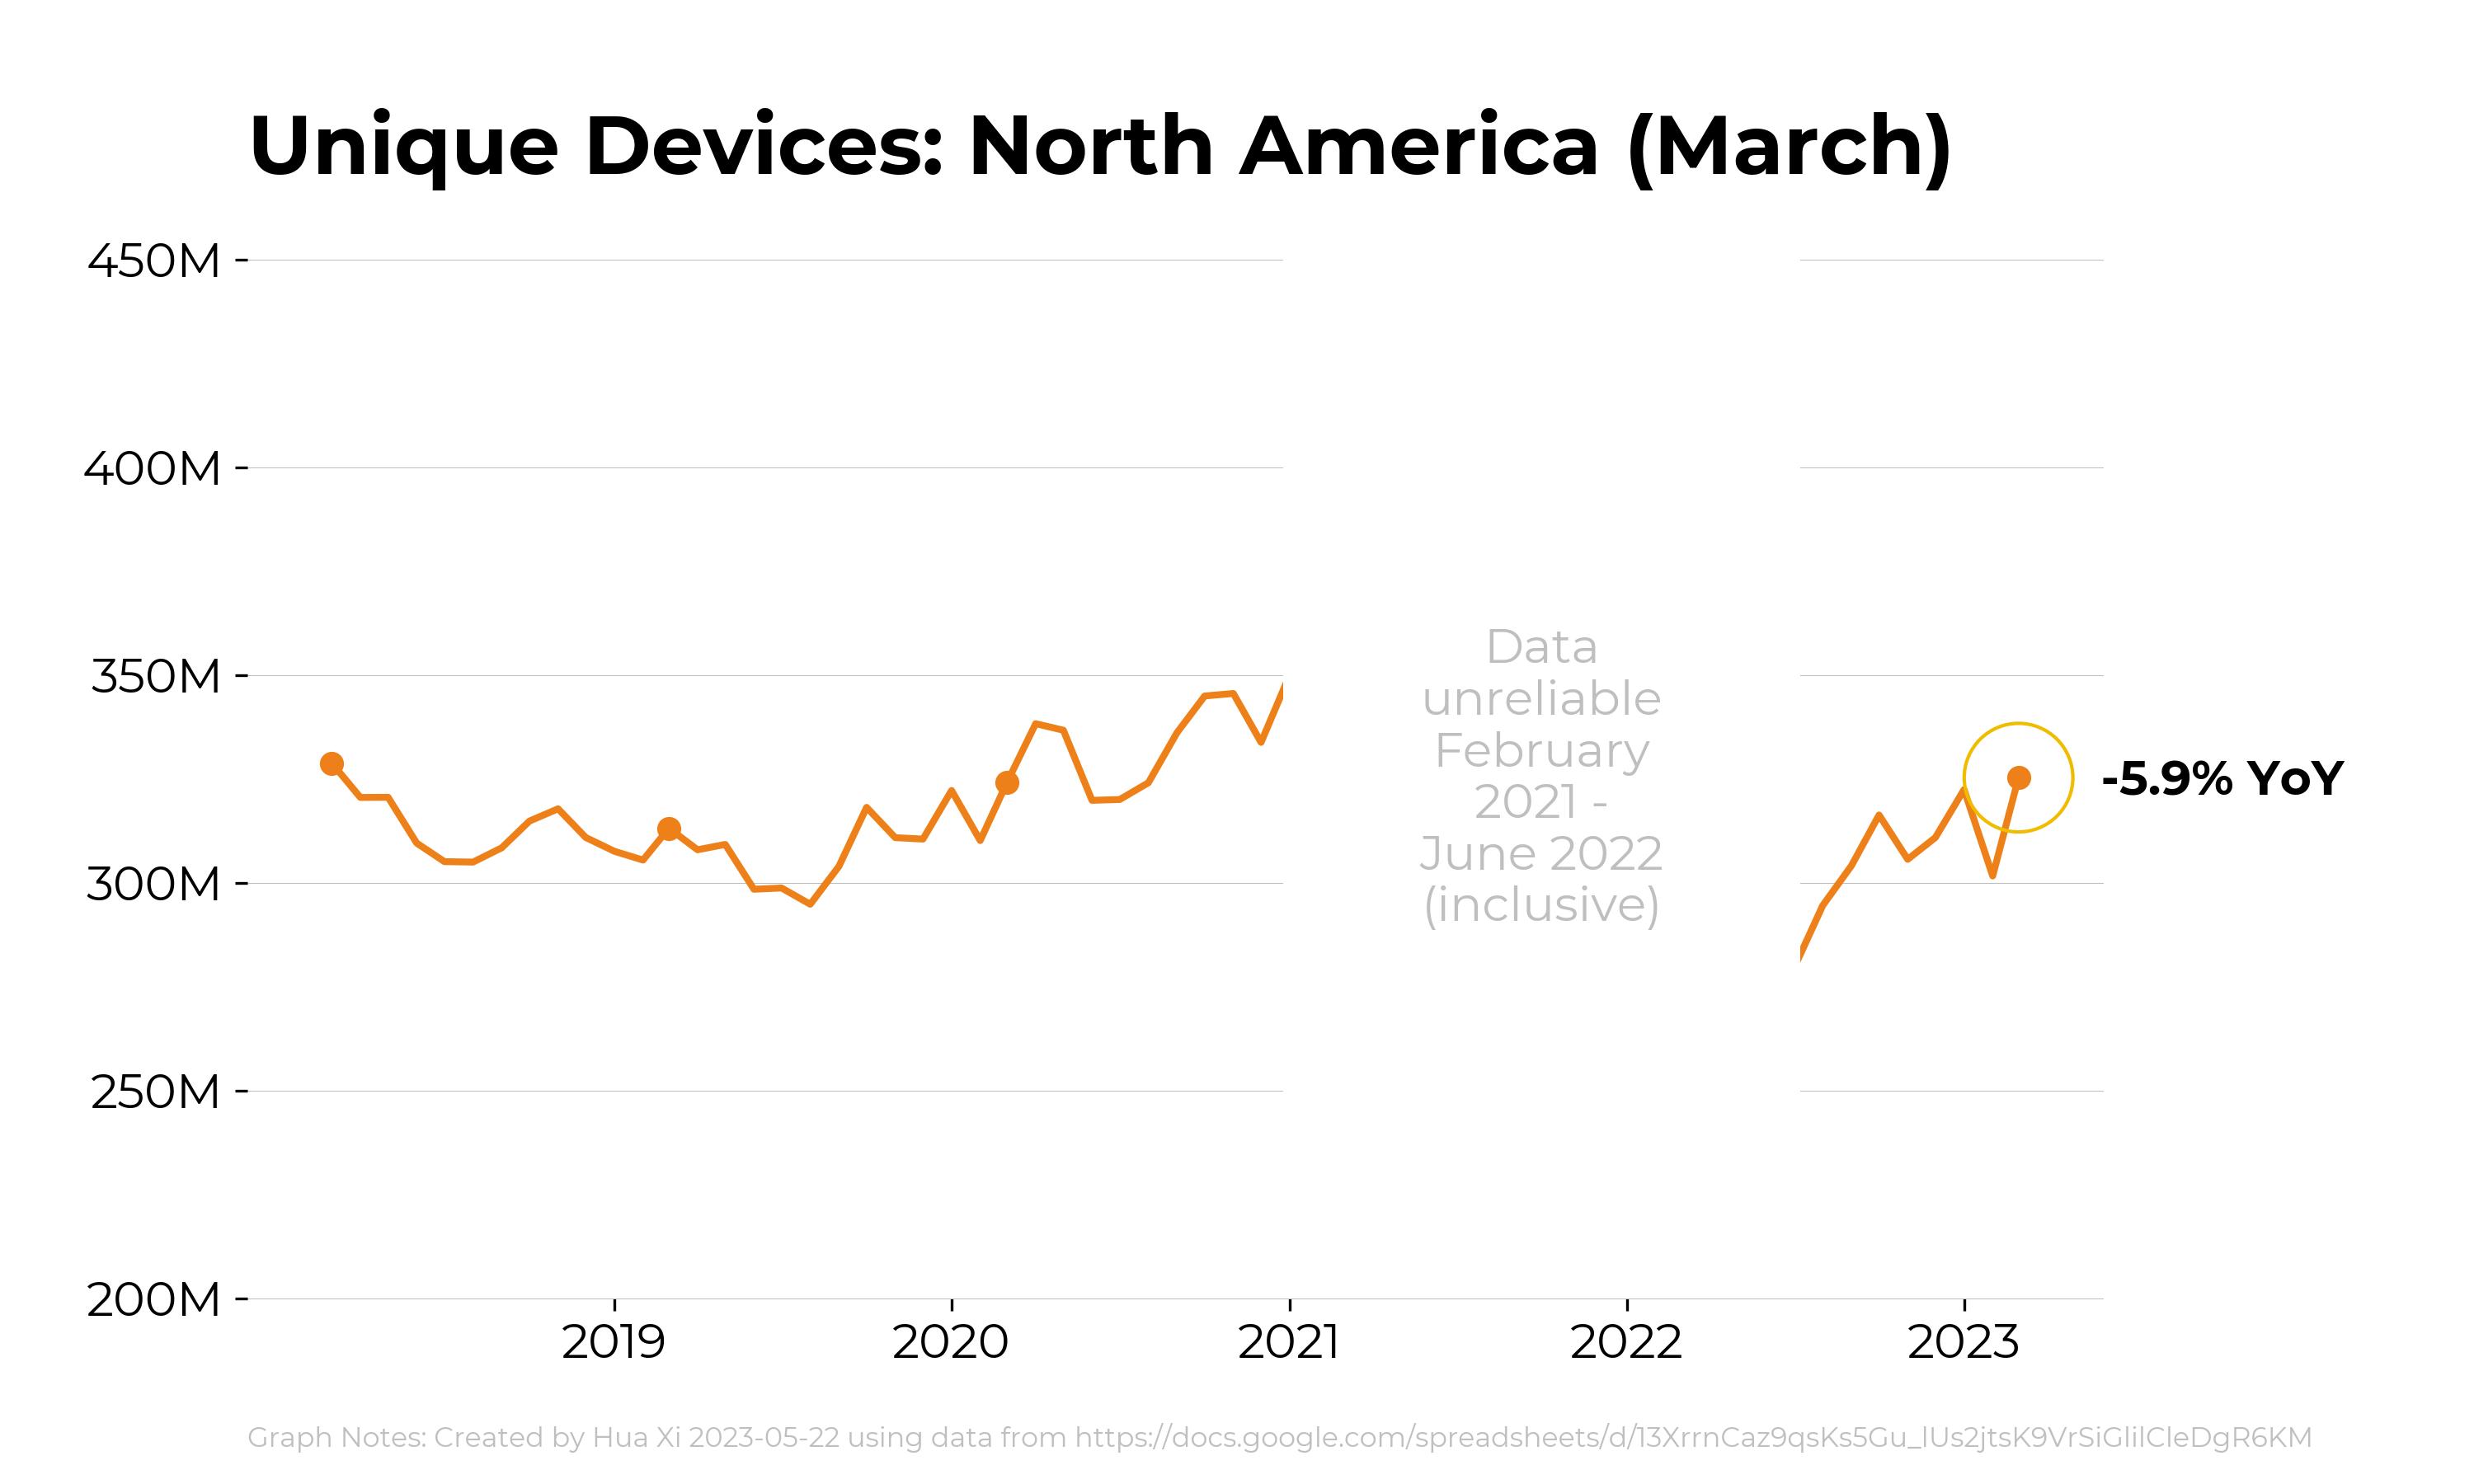 Unique Devices: North America (March)
450M
400M
350M
300M
250M
200M
Data
unreliable
February
2021 -
June 2022
(inclusive)
-5.9% YoY
2019
2020
2021
2022
2023
Graph Notes: Created by Hua Xi 2023-05-22 using data from https://docs.google.com/spreadsheets/d/13XrrnCaz9qsKs5Gu_lUs2jtsK9VrSiGlilCleDgR6KM